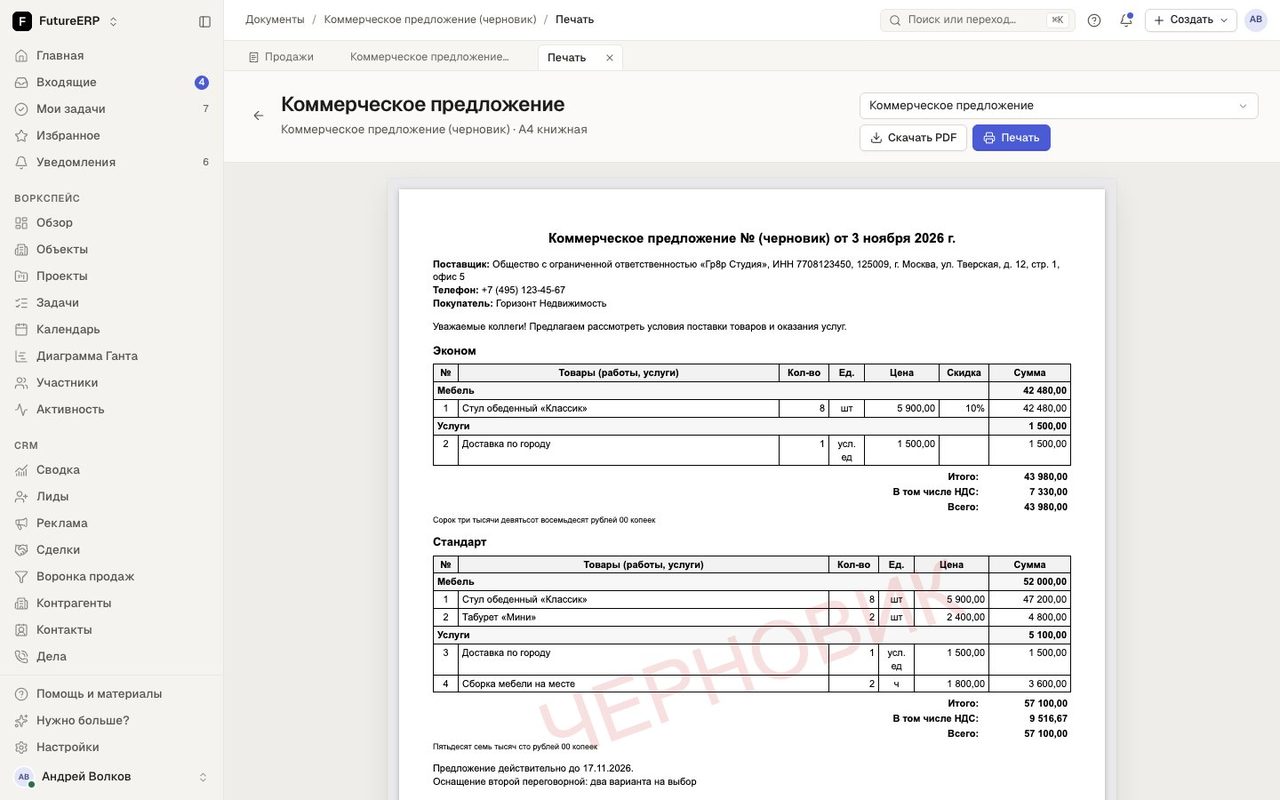 FutureERP
Главная
Входящие 4
Мои задачи 7
Избранное
Уведомления 6
ВОРКСПЕЙС
Обзор
Объекты
Проекты
Задачи
Календарь
Диаграмма Ганта
Участники
Активность
CRM
Сводка
Лиды
Реклама
Сделки
Воронка продаж
Контрагенты
Контакты
Дела
Помощь и материалы
Нужно больше?
Настройки
АВ Андрей Волков
Документы / Коммерческое предложение (черновик) / Печать
Поиск или переход... ⌘K
Создать
АВ
Продажи
Коммерческое предложение...
Печать
Коммерческое предложение
Коммерческое предложение (черновик) · А4 книжная
Коммерческое предложение
Скачать PDF
Печать
Коммерческое предложение № (черновик) от 3 ноября 2026 г.
Поставщик: Общество с ограниченной ответственностью «Гр8р Студия», ИНН 7708123450, 125009, г. Москва, ул. Тверская, д. 12, стр. 1,
офис 5
Телефон: +7 (495) 123-45-67
Покупатель: Горизонт Недвижимость
Уважаемые коллеги! Предлагаем рассмотреть условия поставки товаров и оказания услуг.
Эконом
№ Товары (работы, услуги) Кол-во Ед. Цена Скидка Сумма
Мебель 42 480,00
1 Стул обеденный «Классик» 8 шт 5 900,00 10% 42 480,00
Услуги 1 500,00
2 Доставка по городу 1 усл. 1 500,00 1 500,00
ед
Итого: 43 980,00
В том числе НДС: 7 330,00
Всего: 43 980,00
Сорок три тысячи девятьсот восемьдесят рублей 00 копеек
Стандарт
№ Товары (работы, услуги) Кол-во Ед. Цена Сумма
Мебель 52 000,00
1 Стул обеденный «Классик» 8 шт 5 900,00 47 200,00
2 Табурет «Мини» 2 шт 2 400,00 4 800,00
Услуги 5 100,00
3 Доставка по городу 1 усл. 1 500,00 1 500,00
ед
4 Сборка мебели на месте 2 ч 1 800,00 3 600,00
ЧЕРНОВИК
Итого: 57 100,00
В том числе НДС: 9 516,67
Всего: 57 100,00
Пятьдесят семь тысяч сто рублей 00 копеек
Предложение действительно до 17.11.2026.
Оснащение второй переговорной: два варианта на выбор